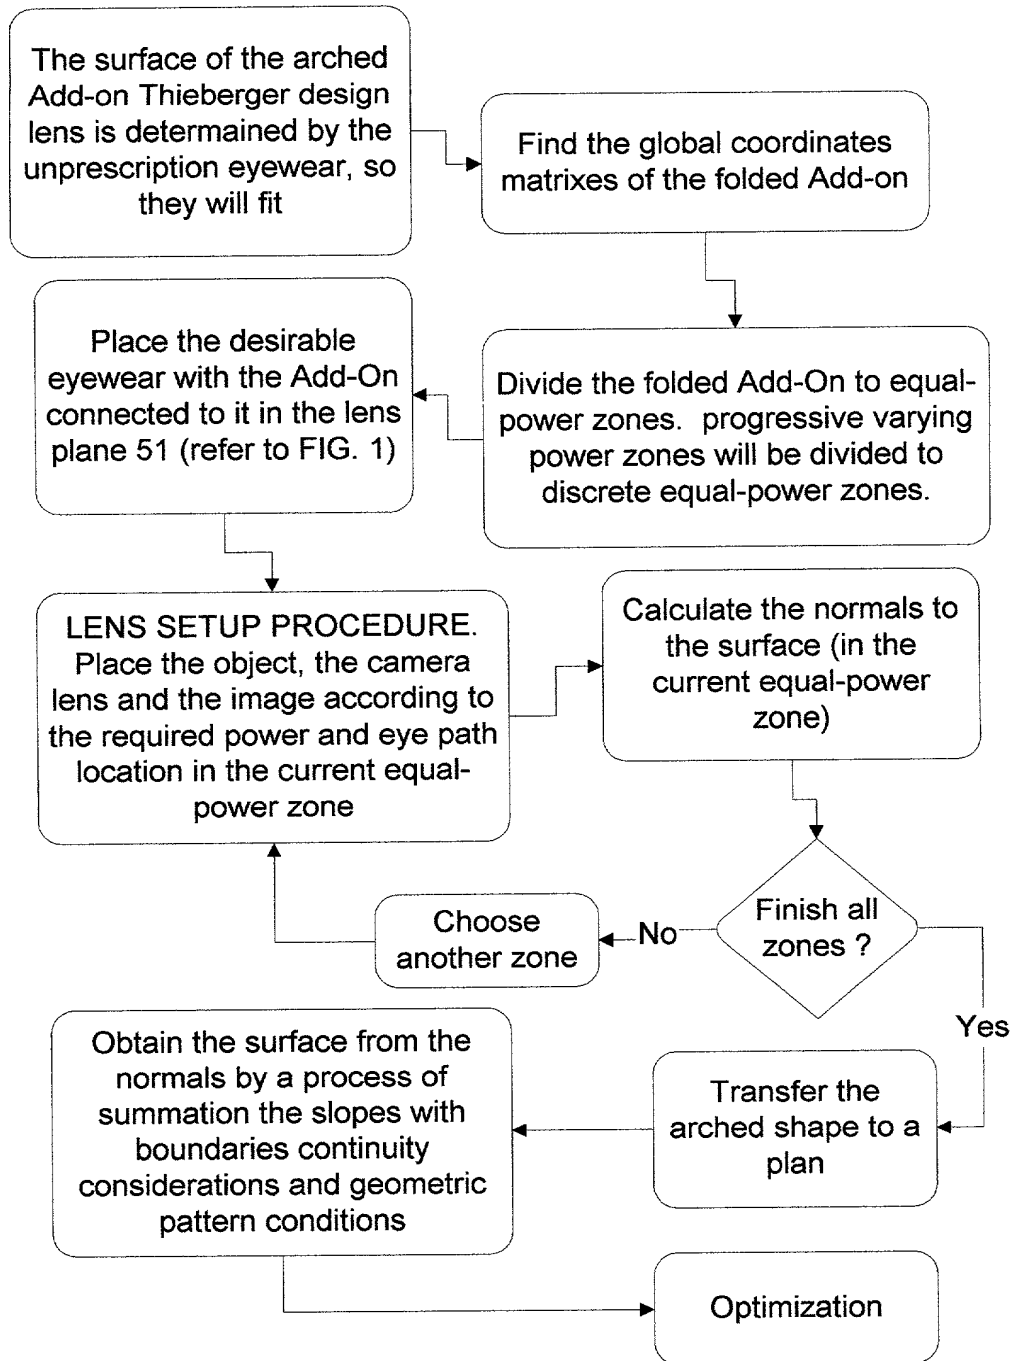 The surface of the arched
Add-on Thieberger design
lens is determained by the
unprescription eyewear, so
they will fit
Find the global coordinates
matrixes of the folded Add-on
Divide the folded Add-On to equal-
power zones.  progressive varying
power zones will be divided to
discrete equal-power zones.
Place the desirable
eyewear with the Add-On
connected to it in the lens
plane 51 (refer to FIG. 1)
LENS SETUP PROCEDURE.
Place the object, the camera
lens and the image according to
the required power and eye path
location in the current equal-
power zone
Calculate the normals to
the surface (in the
current equal-power
zone)
Finish all
zones ?
No
Choose
another zone
Yes
Transfer the
arched shape to a
plan
Obtain the surface from the
normals by a process of
summation the slopes with
boundaries continuity
considerations and geometric
pattern conditions
Optimization